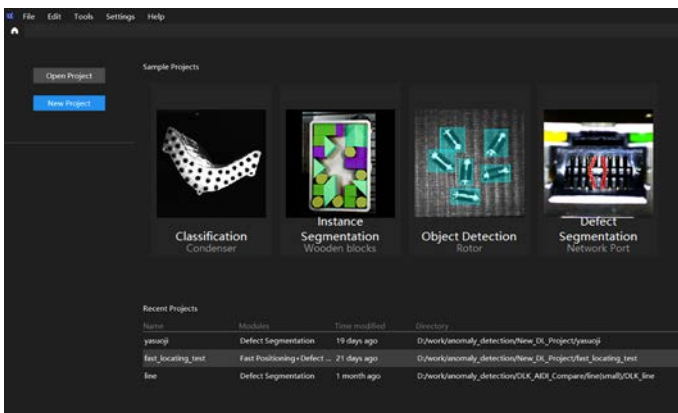 File Edit Tools Settings Help
Open Project
New Project
Sample Projects
Classification
Condenser
Instance
Segmentation
Wooden blocks
Object Detection
Rotor
Defect
Segmentation
Network Port
Recent Projects
Name Modules Time modified Directory
yasuoji Defect Segmentation 19 days ago D:/work/anomaly_detection/New_DL_Project/yasuoji
fast_locating_test Fast Positioning•Defect ... 21 days ago D:/work/anomaly_detection/New_DL_Project/fast_locating_test
line Defect Segmentation 1 month ago D:/work/anomaly_detection/DLK_AIDI_Compare/line(small)/DLK_line